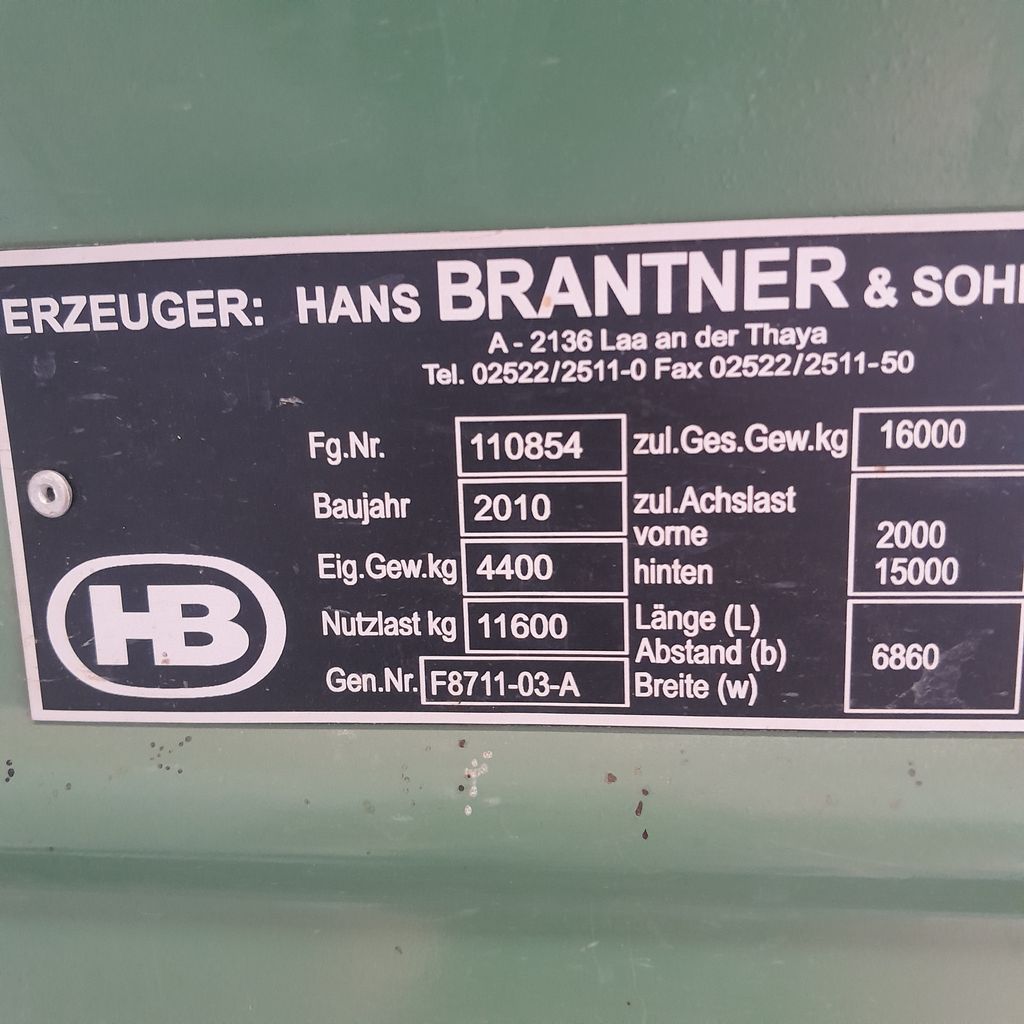 ERZEUGER: HANS BRANTNER &
A - 2136 Laa an der Thaya
Tel. 02522/2511-0 Fax 02522/2511-50
Fg.Nr. 110854 zul.Ges.Gew.kg 16000
Baujahr 2010 zul.Achslast
vorne 2000
Eig.Gew.kg 4400 hinten 15000
Nutzlast kg 11600 Länge (L)
Abstand (b) 6860
Gen.Nr. F8711-03-A Breite (w)
HB